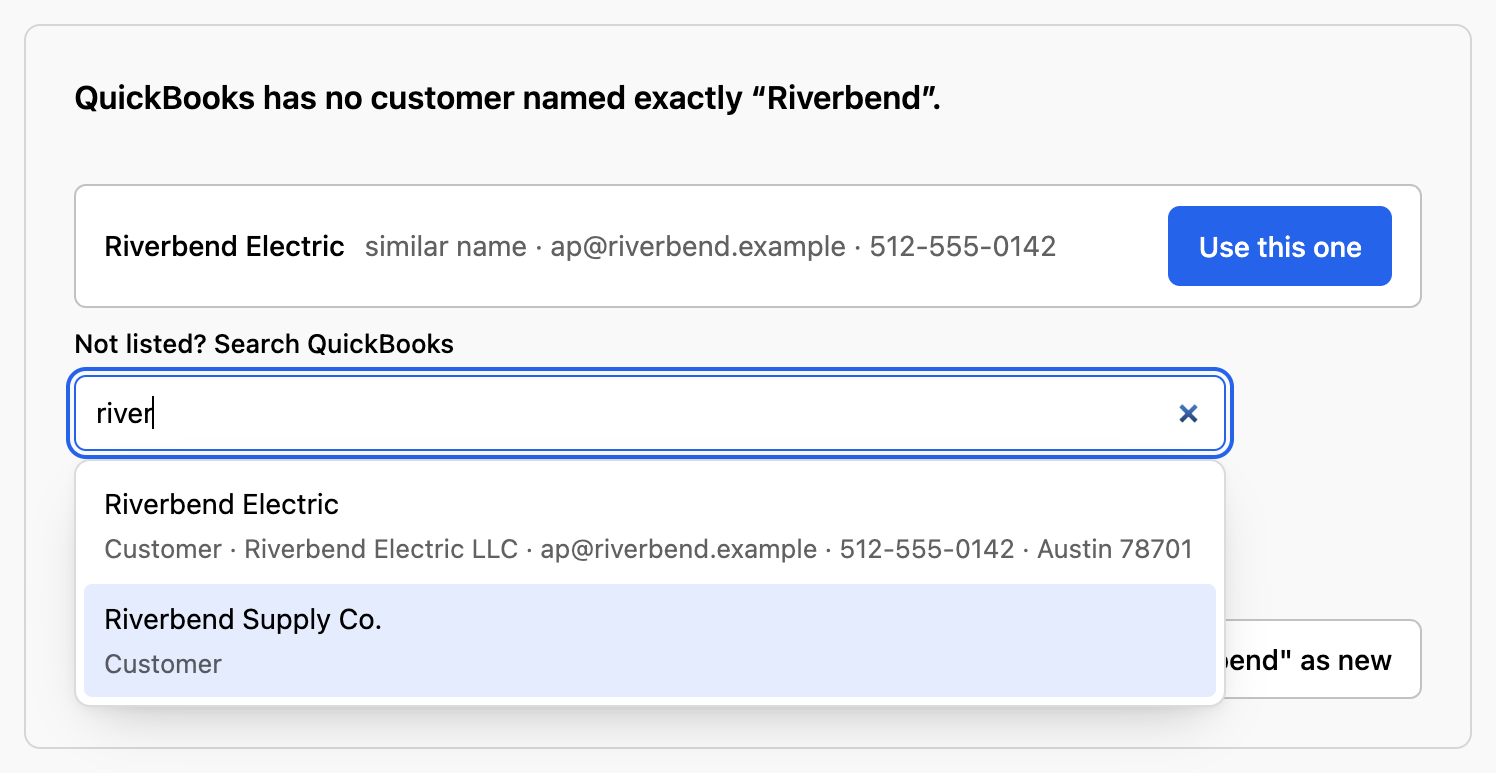 QuickBooks has no customer named exactly “Riverbend”.
Riverbend Electric similar name · ap@riverbend.example · 512-555-0142 Use this one
Not listed? Search QuickBooks
river
Riverbend Electric
Customer · Riverbend Electric LLC · ap@riverbend.example · 512-555-0142 · Austin 78701
Riverbend Supply Co.
Customer
" as new